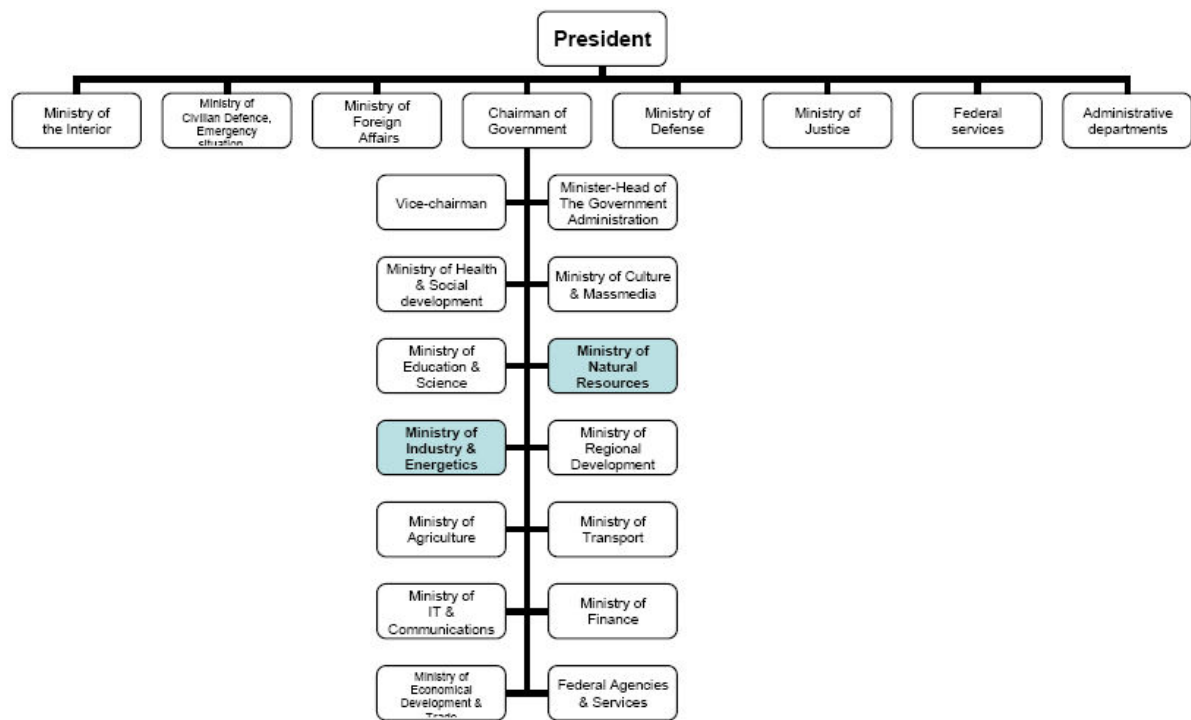 President
Ministry of
the Interior
Ministry of
Civilian Defence,
Emergency
situation
Ministry of
Foreign
Affairs
Chairman of
Government
Ministry of
Defense
Ministry of
Justice
Federal
services
Administrative
departments
Vice-chairman
Minister-Head of
The Government
Administration
Ministry of Health
& Social
development
Ministry of Culture
& Massmedia
Ministry of
Education &
Science
Ministry of
Natural
Resources
Ministry of
Industry &
Energetics
Ministry of
Regional
Development
Ministry of
Agriculture
Ministry of
Transport
Ministry of
IT &
Communications
Ministry of
Finance
Ministry of
Economical
Development &
Trade
Federal Agencies
& Services